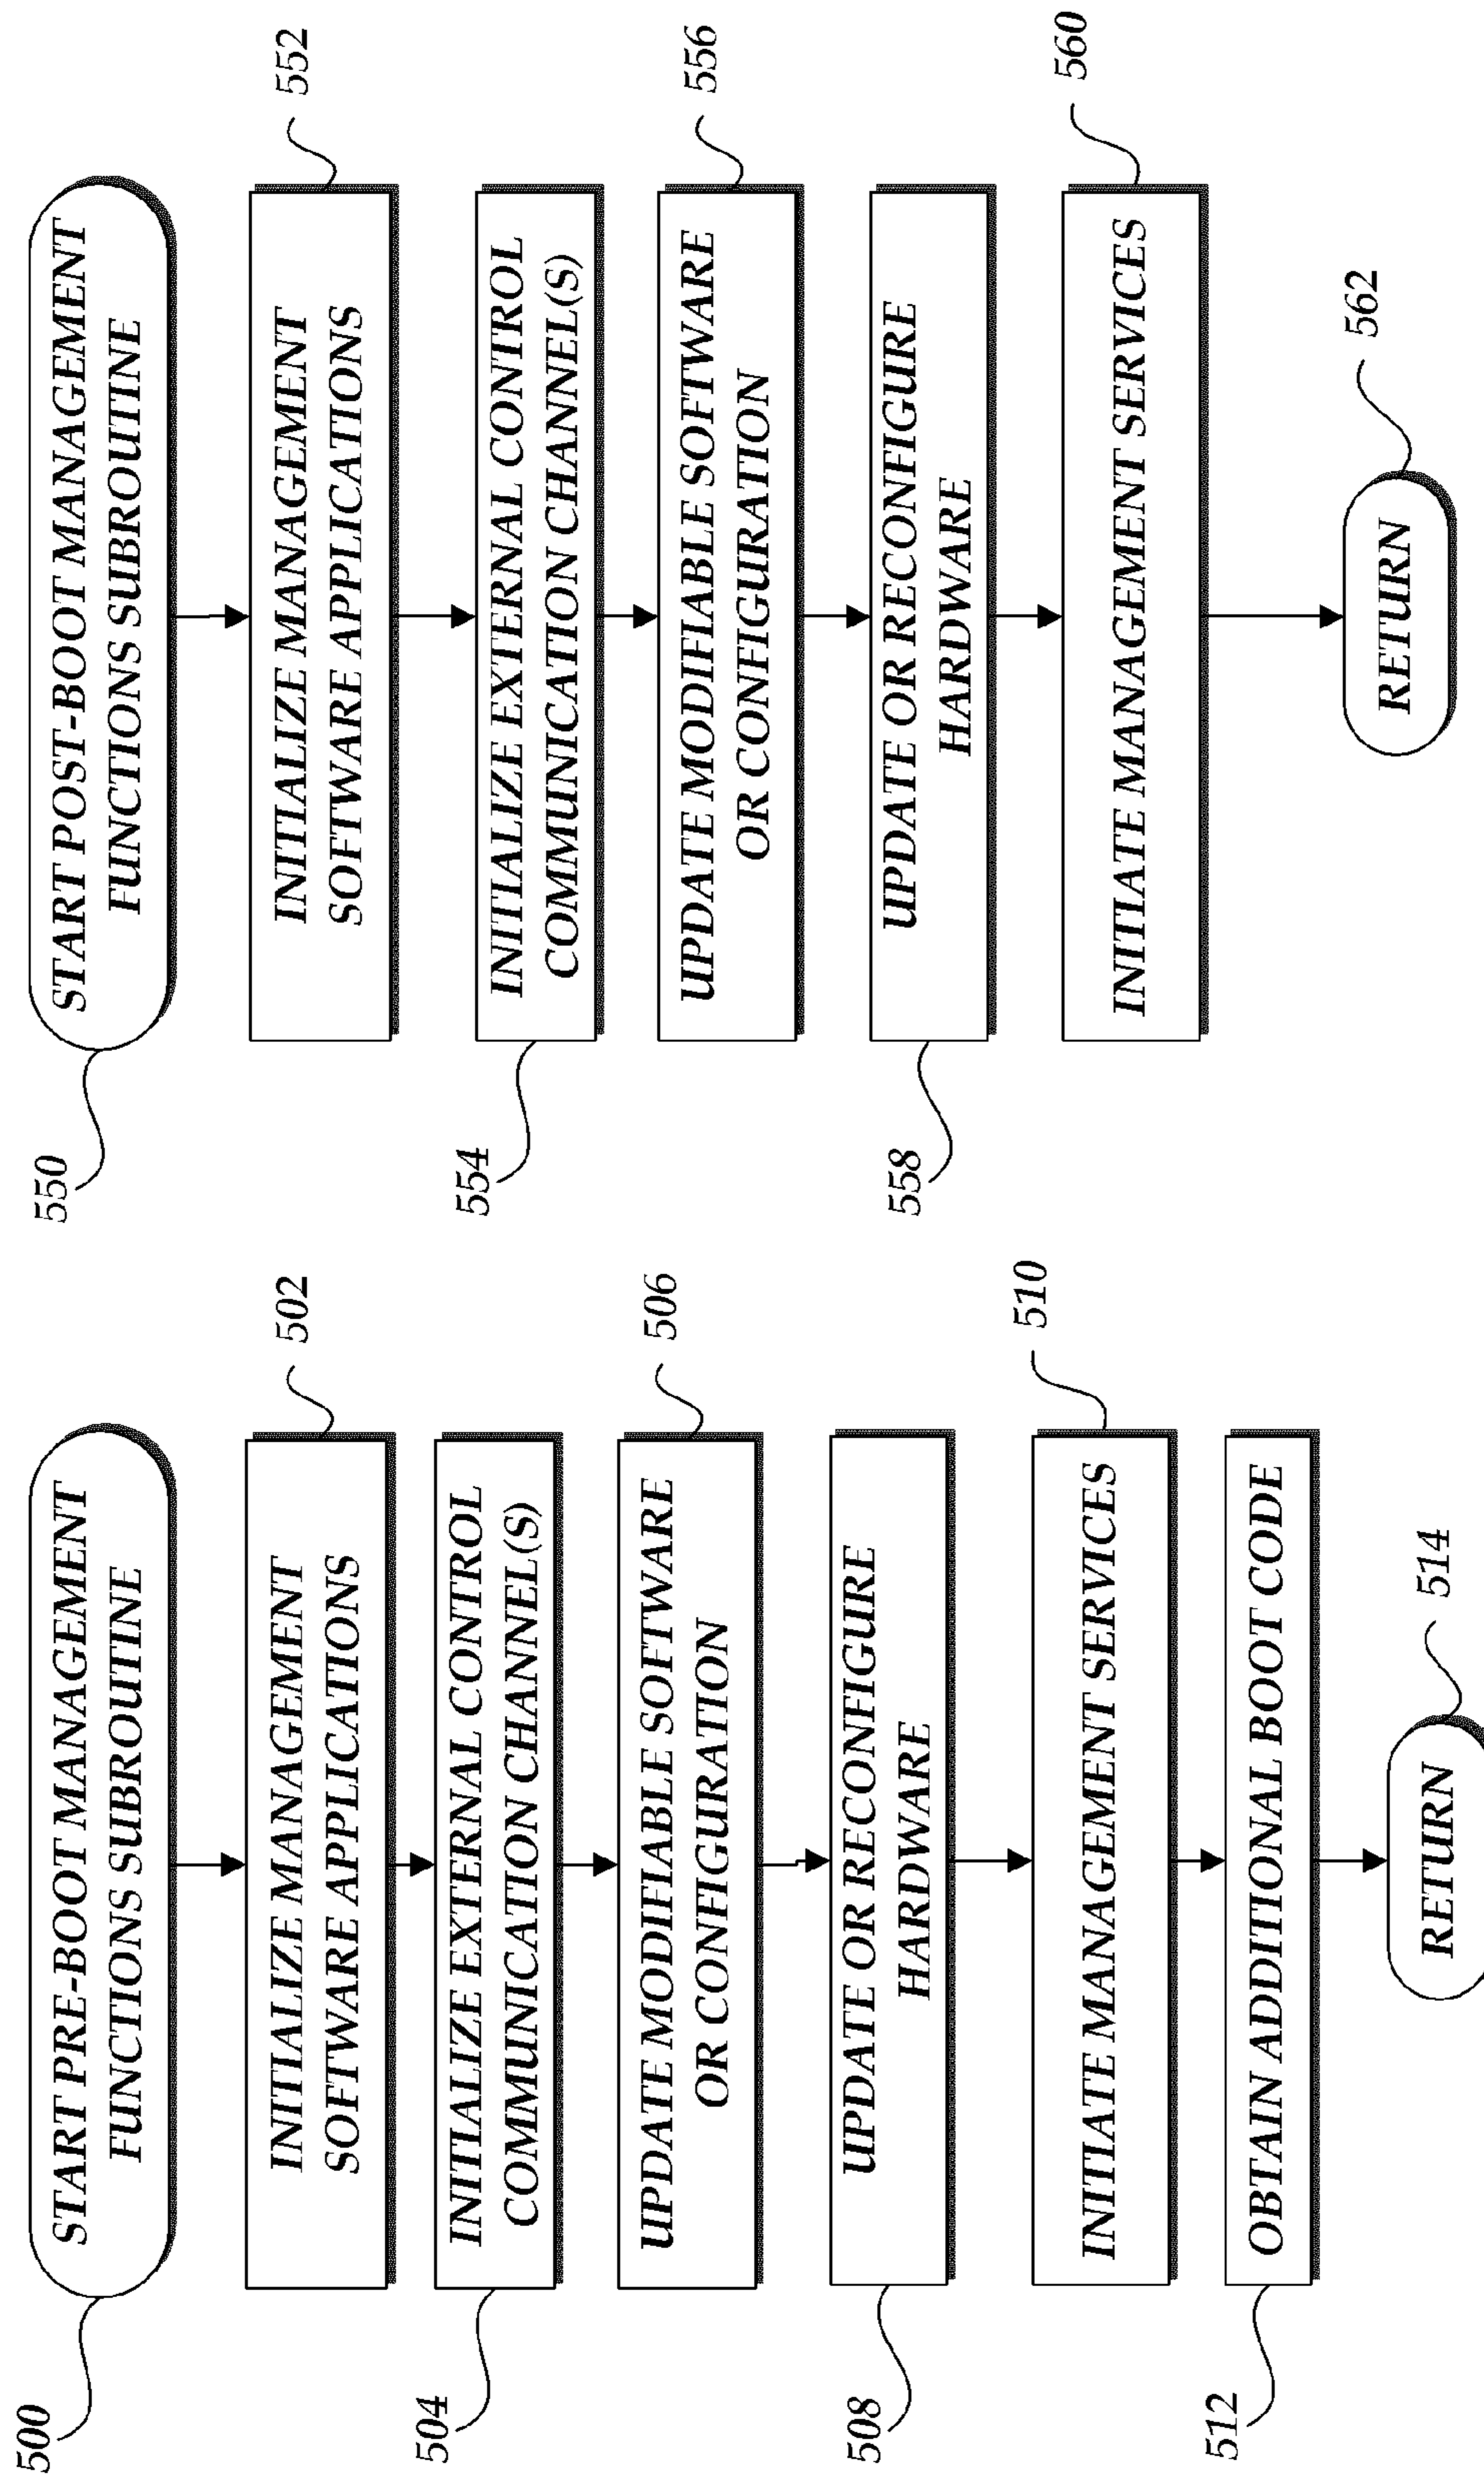 500
START PRE-BOOT MANAGEMENT
FUNCTIONS SUBROUTINE
INITIALIZE MANAGEMENT
SOFTWARE APPLICATIONS
502
504
INITIALIZE EXTERNAL CONTROL
COMMUNICATION CHANNEL(S)
UPDATE MODIFIABLE SOFTWARE
OR CONFIGURATION
506
508
UPDATE OR RECONFIGURE
HARDWARE
INITIATE MANAGEMENT SERVICES
510
512
OBTAIN ADDITIONAL BOOT CODE
RETURN
514
550
START POST-BOOT MANAGEMENT
FUNCTIONS SUBROUTINE
INITIALIZE MANAGEMENT
SOFTWARE APPLICATIONS
552
554
INITIALIZE EXTERNAL CONTROL
COMMUNICATION CHANNEL(S)
UPDATE MODIFIABLE SOFTWARE
OR CONFIGURATION
556
558
UPDATE OR RECONFIGURE
HARDWARE
INITIATE MANAGEMENT SERVICES
560
RETURN
562